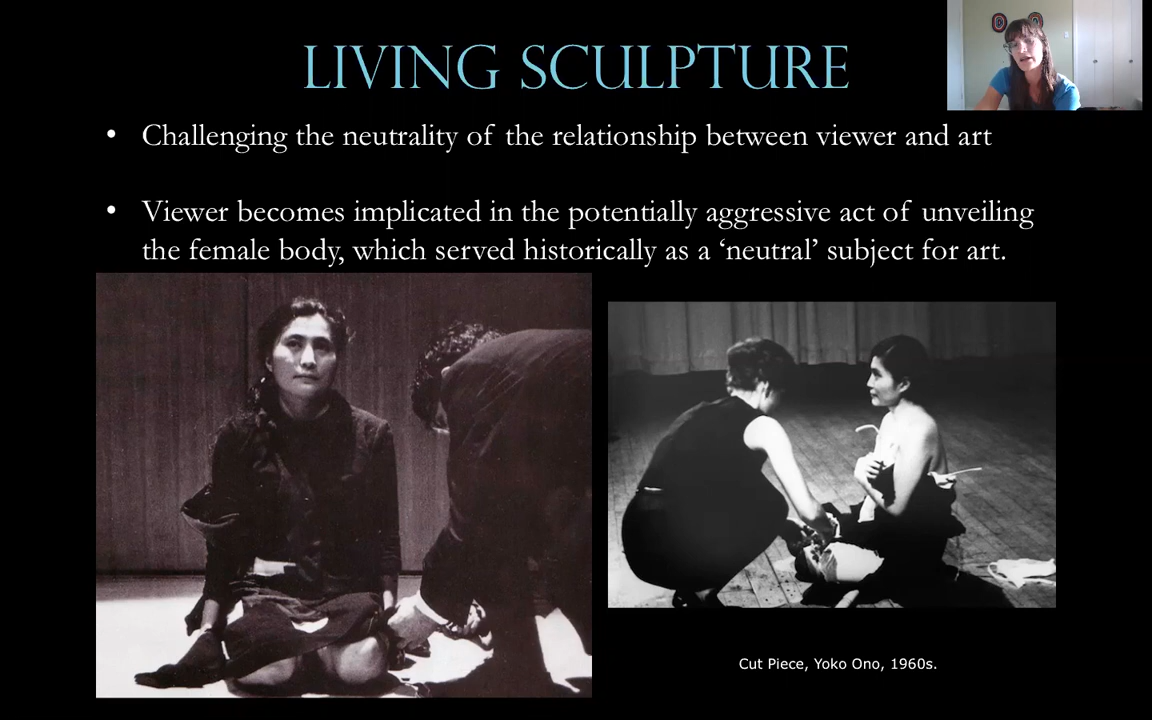 LIVING SCULPTURE
• Challenging the neutrality of the relationship between viewer and art
• Viewer becomes implicated in the potentially aggressive act of unveiling
the female body, which served historically as a ‘neutral’ subject for art.
Cut Piece, Yoko Ono, 1960s.